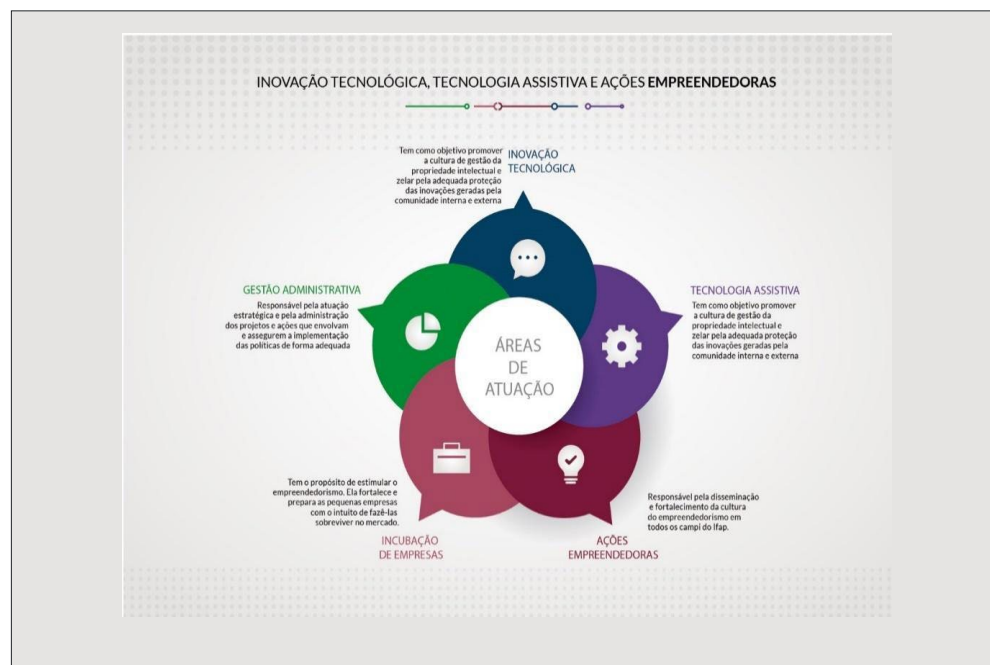 INOVAÇÃO TECNOLÓGICA, TECNOLOGIA ASSISTIVA E AÇÕES EMPREENDEDORAS
Tem como objetivo promover
a cultura de gestão da
propriedade intelectual e
zelar pela adequada proteção
das inovações geradas pela
comunidade interna e externa
INOVAÇÃO
TECNOLÓGICA
GESTÃO ADMINISTRATIVA
Responsável pela atuação
estratégica e pela administração
dos projetos e ações que envolvam
e assegurem a implementação
das políticas de forma adequada
TECNOLOGIA ASSISTIVA
Tem como objetivo promover
a cultura de gestão da
propriedade intelectual e
zelar pela adequada proteção
das inovações geradas pela
comunidade interna e externa
ÁREAS
DE
ATUAÇÃO
Tem o propósito de estimular o
empreendedorismo. Ela fortalece e
prepara as pequenas empresas
com o intuito de fazê-las
sobreviver no mercado.
INCUBAÇÃO
DE EMPRESAS
Responsável pela disseminação
e fortalecimento da cultura
do empreendedorismo em
todos os campi do Ifap.
AÇÕES
EMPREENDEDORAS